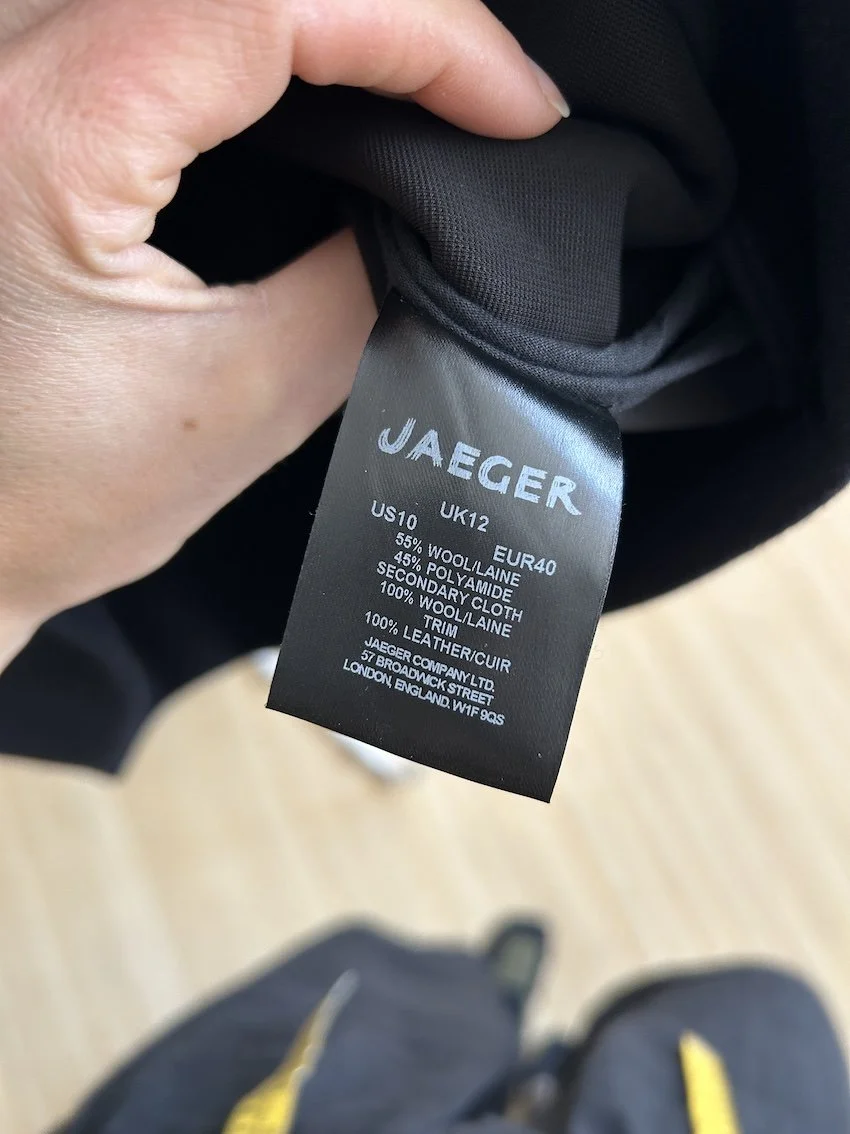 JAEGER
US10 UK12 EUR40
55% WOOL/LAINE
45% POLYAMIDE
SECONDARY CLOTH
100% WOOL/LAINE
TRIM
100% LEATHER/CUIR
JAEGER COMPANY LTD.
57 BROADWICK STREET
LONDON, ENGLAND. W1F 9QS